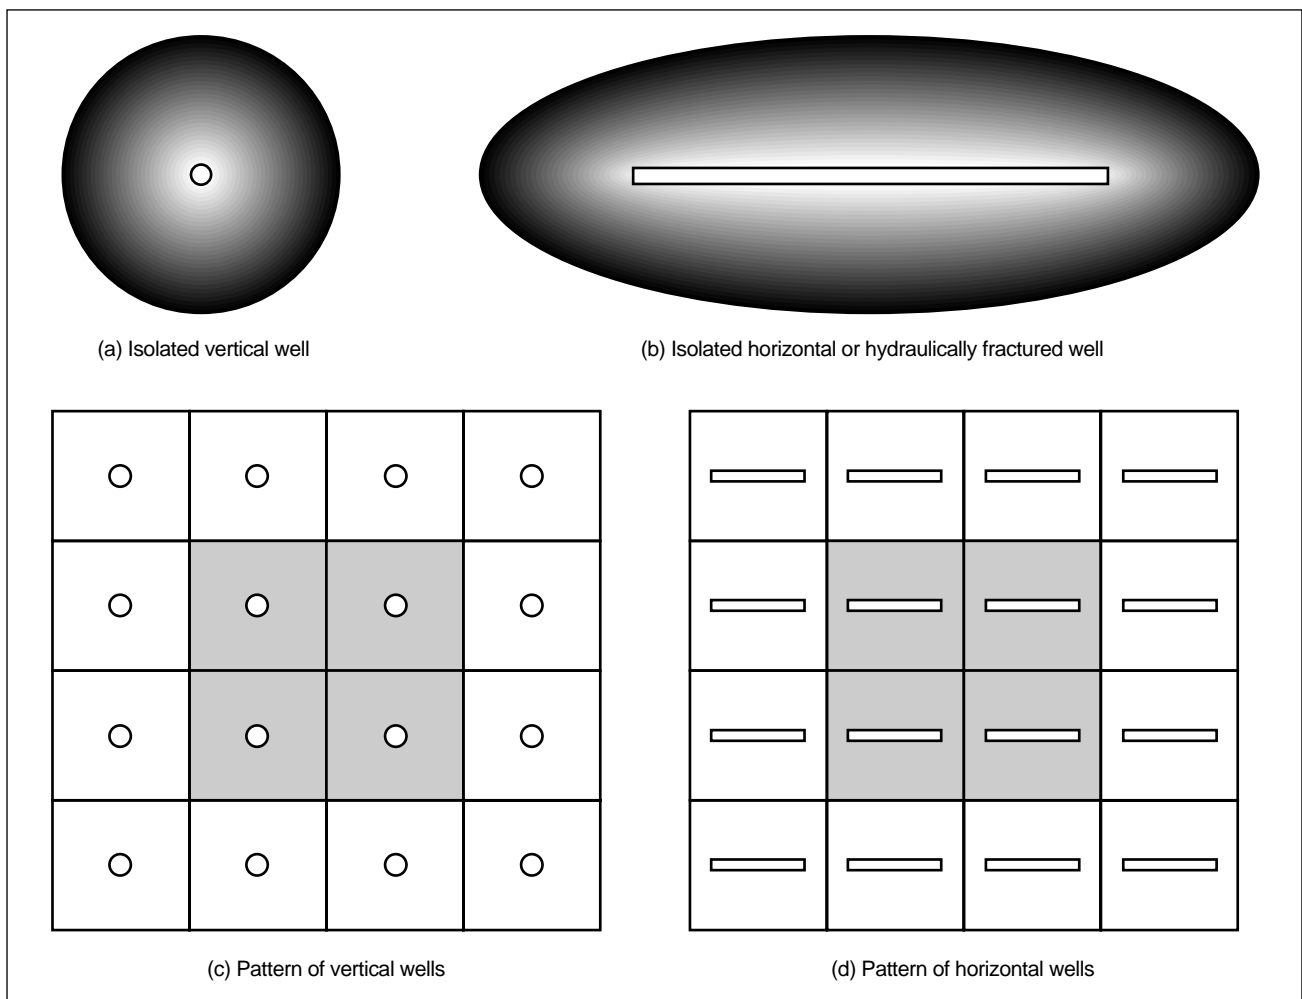 (a) Isolated vertical well
(b) Isolated horizontal or hydraulically fractured well
(c) Pattern of vertical wells
(d) Pattern of horizontal wells